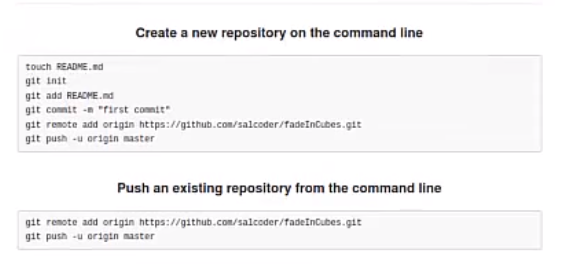 Create a new repository on the command line
touch README.md
git init
git add README.md
git commit -m "first commit"
git remote add origin https://github.com/salcoder/fadeInCubes.git
git push -u origin master
Push an existing repository from the command line
git remote add origin https://github.com/salcoder/fadeInCubes.git
git push -u origin master